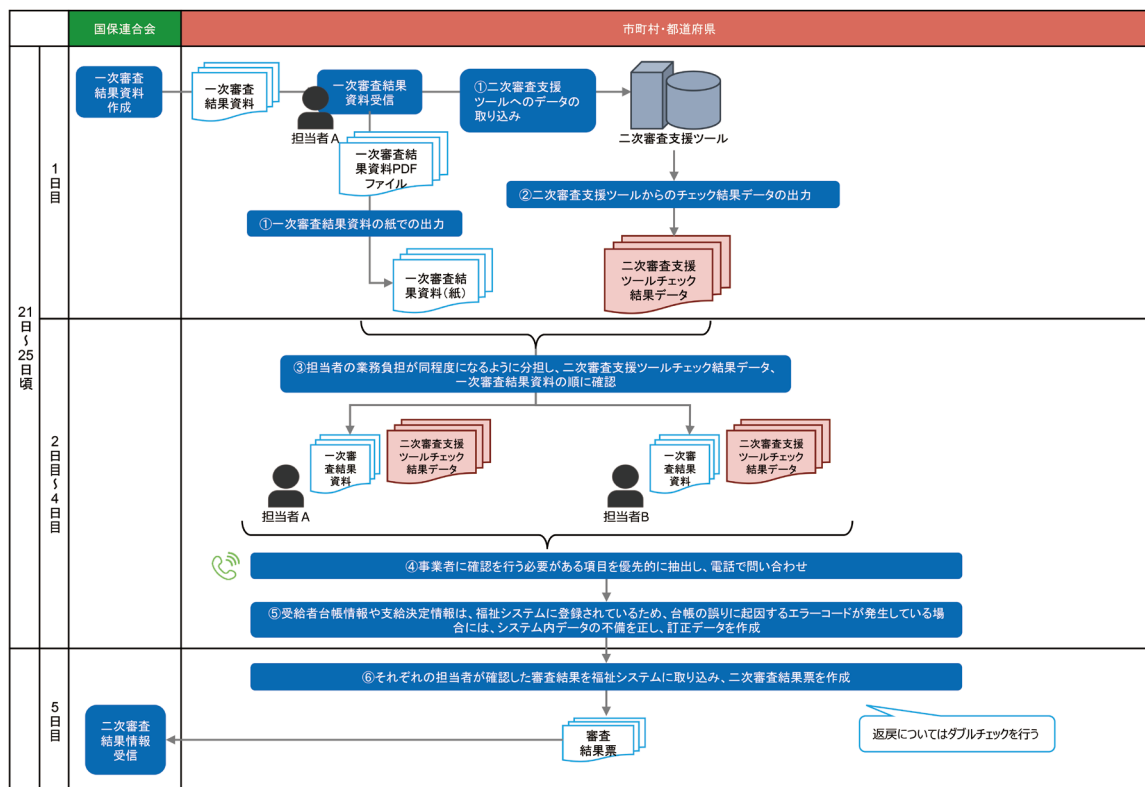 国保連合会
市町村・都道府県
21日～25日頃
1日目
一次審査
結果資料
作成
一次審査
結果資料
担当者A
一次審査結果
資料受信
①二次審査支援
ツールへのデータの
取り込み
二次審査支援ツール
一次審査結
果資料PDF
ファイル
②二次審査支援ツールからのチェック結果データの出力
①一次審査結果資料の紙での出力
一次審査結
果資料(紙)
二次審査支援
ツールチェック
結果データ
2日目～4日目
③担当者の業務負担が同程度になるように分担し、二次審査支援ツールチェック結果データ、
一次審査結果資料の順に確認
一次審
査結果
資料
二次審査支援
ツールチェック
結果データ
担当者A
一次審
査結果
資料
二次審査支援
ツールチェック
結果データ
担当者B
④事業者に確認を行う必要がある項目を優先的に抽出し、電話で問い合わせ
⑤受給者台帳情報や支給決定情報は、福祉システムに登録されているため、台帳の誤りに起因するエラーコードが発生している場
合には、システム内データの不備を正し、訂正データを作成
5日目
⑥それぞれの担当者が確認した審査結果を福祉システムに取り込み、二次審査結果票を作成
二次審査
結果情報
受信
審査
結果票
返戻についてはダブルチェックを行う